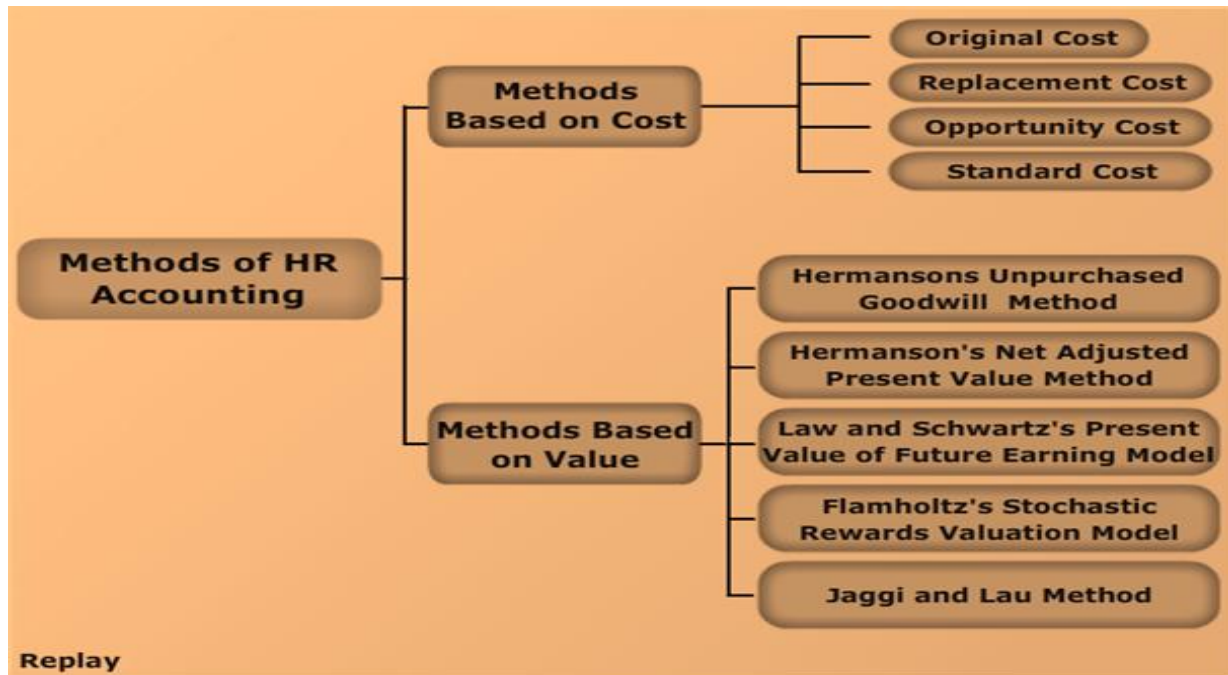 Methods of HR
Accounting
Methods
Based on Cost
Original Cost
Replacement Cost
Opportunity Cost
Standard Cost
Methods Based
on Value
Hermansons Unpurchased
Goodwill Method
Hermanson's Net Adjusted
Present Value Method
Law and Schwartz's Present
Value of Future Earning Model
Flamholtz's Stochastic
Rewards Valuation Model
Jaggi and Lau Method
Replay